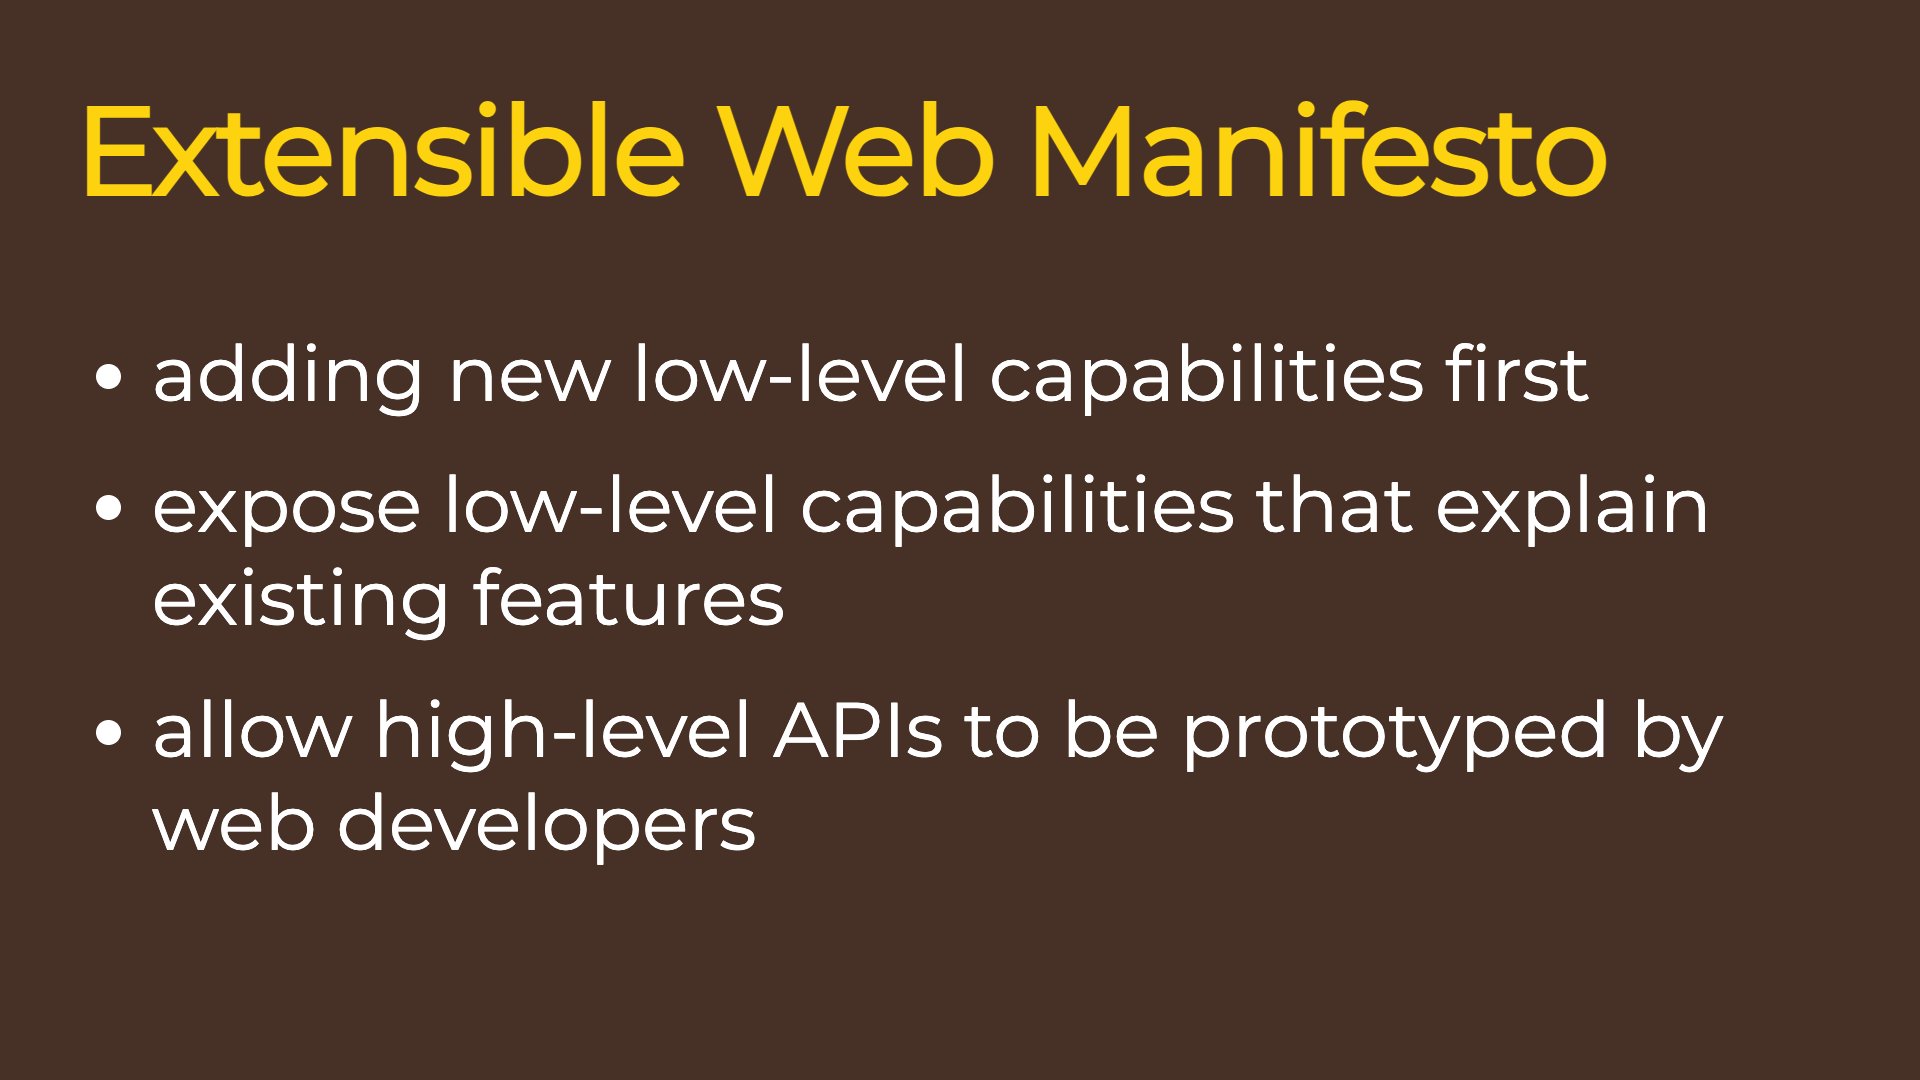 Extensible Web Manifesto
• adding new low-level capabilities first
• expose low-level capabilities that explain
existing features
• allow high-level APIs to be prototyped by
web developers